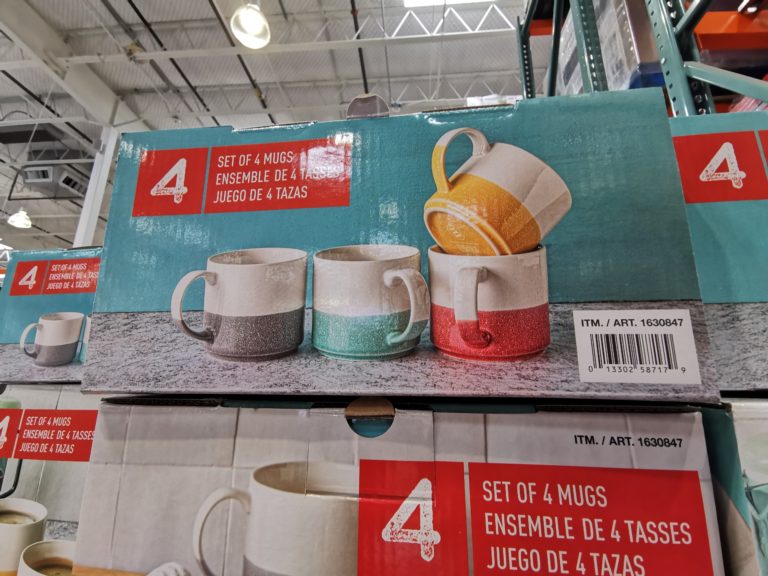 4
SET OF 4 MUGS
ENSEMBLE DE 4 TASSES
JUEGO DE 4 TAZAS
ITM. / ART. 1630847
0 13302 58717 9
4
4
SET OF 4 MUGS
ENSEMBLE DE 4 TASS
JUEGO DE 4 TAZAS
4
SET OF 4 MUGS
ENSEMBLE DE 4 TASSES
JUEGO DE 4 TAZAS
ITM. / ART. 1630847
4
SET OF 4 MUGS
ENSEMBLE DE 4 TASSES
JUEGO DE 4 TAZAS